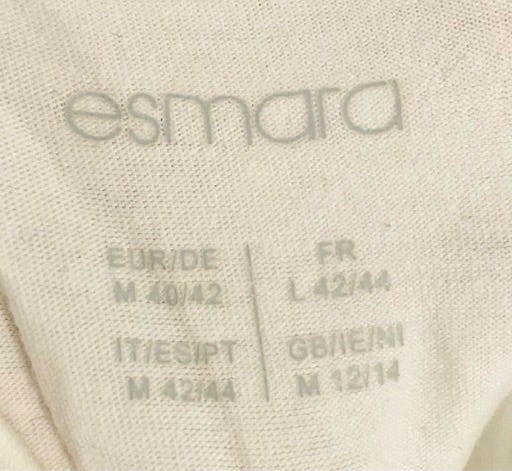 esmara
EUR/DE
M 40/42
FR
L 42/44
IT/ES/PT
M 42/44
GB/IE/NI
M 12/14